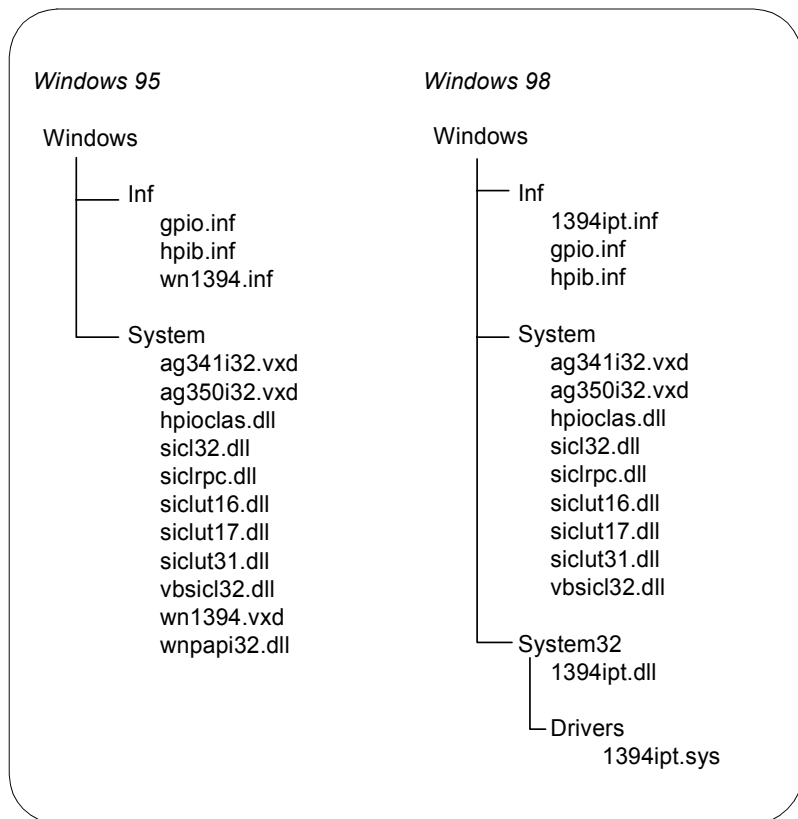 Windows 95
Windows
Inf
gpio.inf
hpib.inf
wn1394.inf
System
ag341i32.vxd
ag350i32.vxd
hpioclas.dll
sicl32.dll
siclrpc.dll
siclut16.dll
siclut17.dll
siclut31.dll
vbsicl32.dll
wn1394.vxd
wnpapi32.dll
Windows 98
Windows
Inf
1394ipt.inf
gpio.inf
hpib.inf
System
ag341i32.vxd
ag350i32.vxd
hpioclas.dll
sicl32.dll
siclrpc.dll
siclut16.dll
siclut17.dll
siclut31.dll
vbsicl32.dll
System32
1394ipt.dll
Drivers
1394ipt.sys